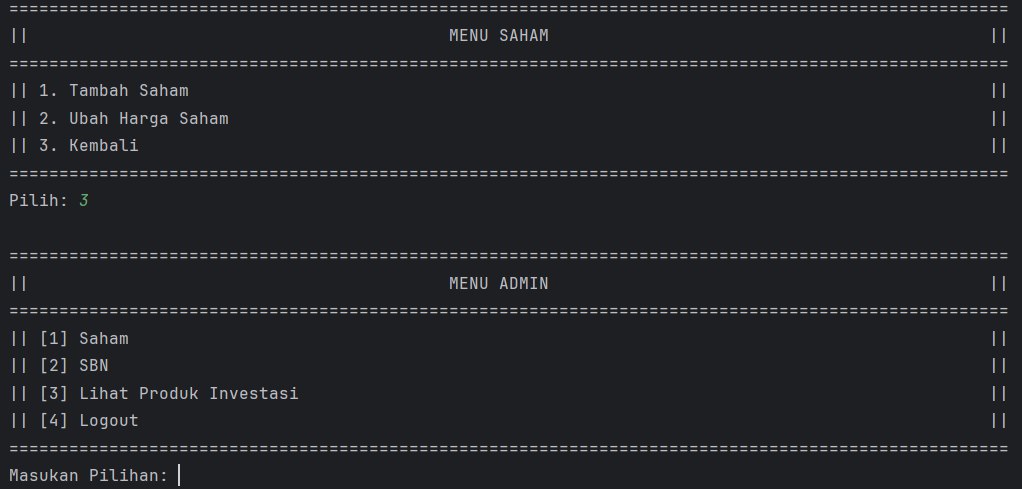 ====================================================================================================
||                                          MENU SAHAM                                            ||
====================================================================================================
|| 1. Tambah Saham                                                                                ||
|| 2. Ubah Harga Saham                                                                            ||
|| 3. Kembali                                                                                     ||
====================================================================================================
Pilih: 3
====================================================================================================
||                                          MENU ADMIN                                            ||
====================================================================================================
|| [1] Saham                                                                                      ||
|| [2] SBN                                                                                        ||
|| [3] Lihat Produk Investasi                                                                     ||
|| [4] Logout                                                                                     ||
====================================================================================================
Masukan Pilihan: